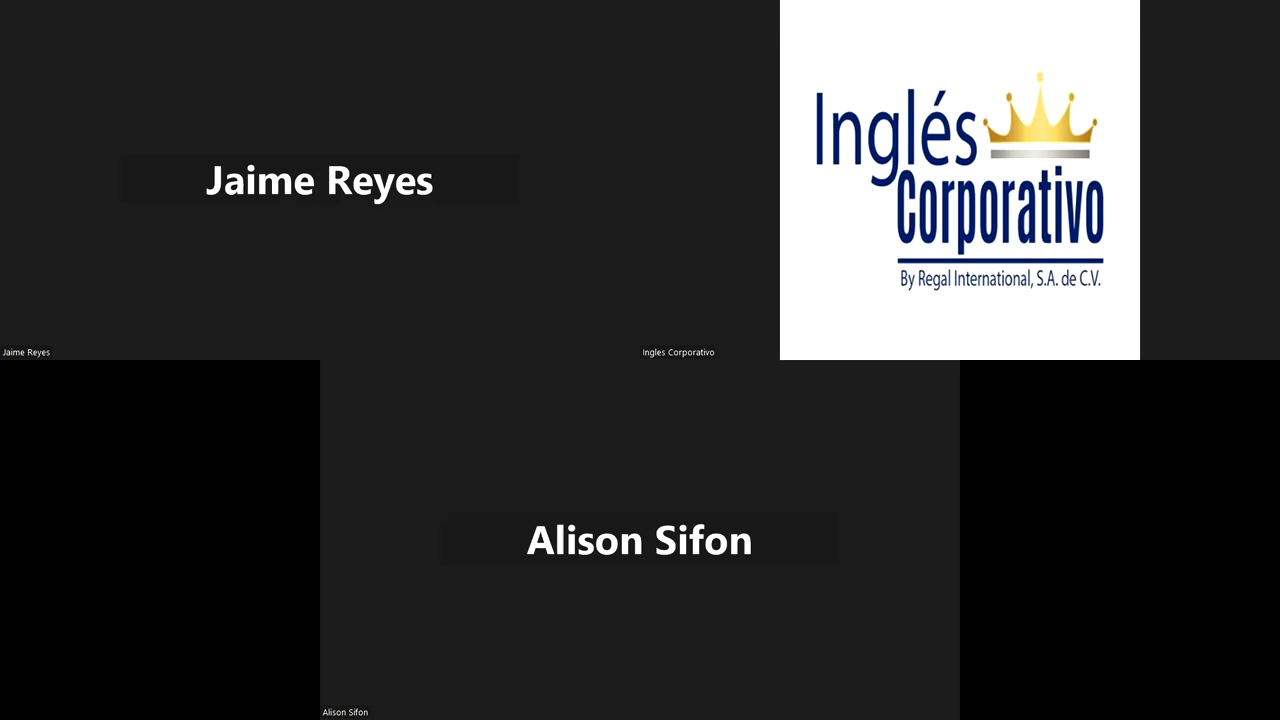 Jaime Reyes
Jaime Reyes
Inglés
Corporativo
By Regal International, S.A. de C.V.
Ingles Corporativo
Alison Sifon
Alison Sifon